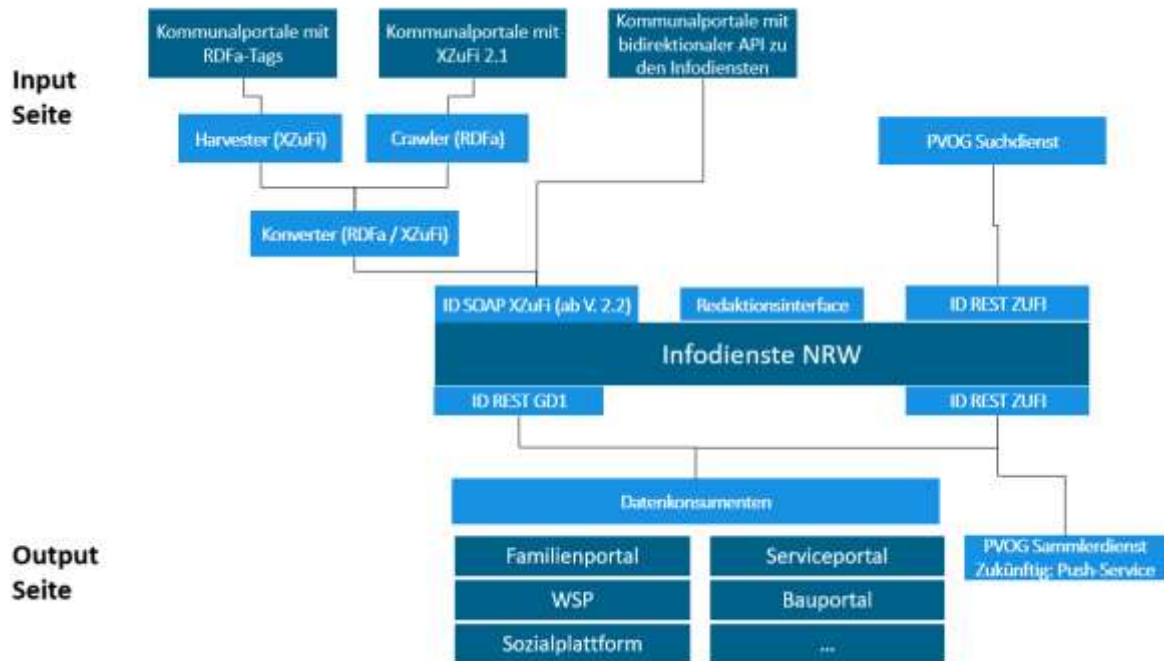 Kommunalportale mit
RDFa-Tags
Kommunalportale mit
XZuFi 2.1
Kommunalportale mit
bidirektionaler API zu
den Infodiensten
Input
Seite
Harvester (XZuFi)
Crawler (RDFa)
PVOG Suchdienst
Konverter (RDFa / XZuFi)
ID SOAP XZuFi (ab V. 2.2)
Redaktionsinterface
ID REST ZUFI
Infodienste NRW
ID REST GD1
ID REST ZUFI
Datenkonsumenten
Output
Seite
Familienportal
Serviceportal
PVOG Sammlerdienst
Zukünftig: Push-Service
WSP
Bauportal
Sozialplattform
...